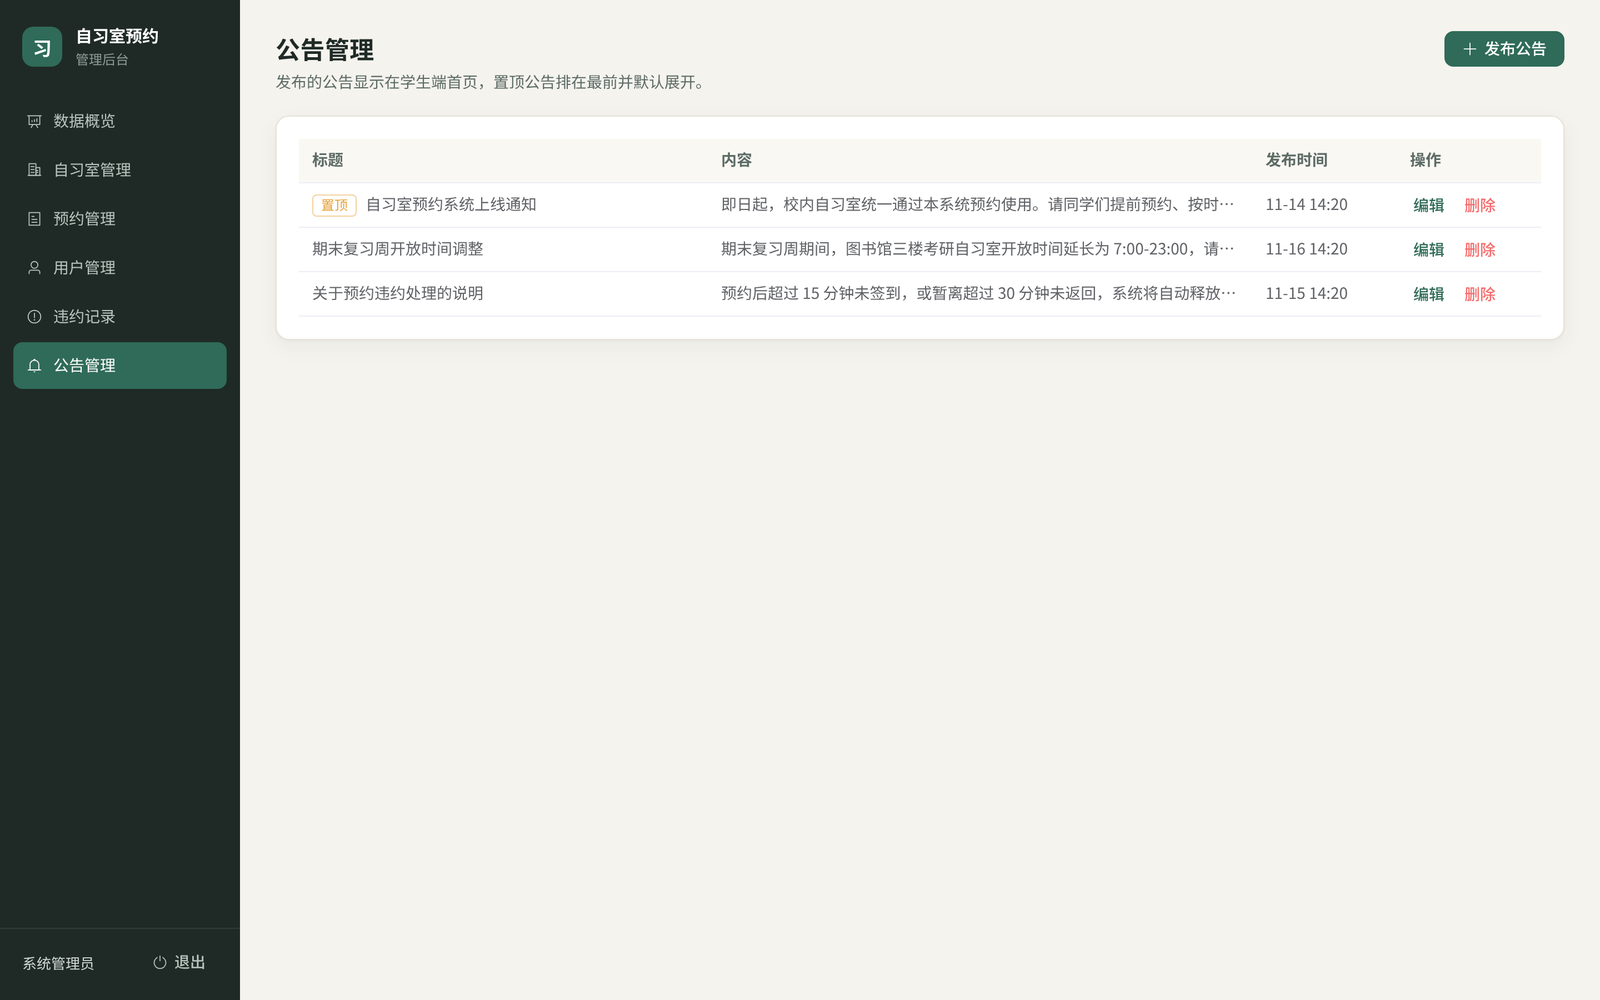 习
自习室预约
管理后台
数据概览
自习室管理
预约管理
用户管理
违约记录
公告管理
系统管理员
退出
公告管理
发布的公告显示在学生端首页，置顶公告排在最前并默认展开。
发布公告
标题 内容 发布时间 操作
置顶 自习室预约系统上线通知 即日起，校内自习室统一通过本系统预约使用。请同学们提前预约、按时… 11-14 14:20 编辑 删除
期末复习周开放时间调整 期末复习周期间，图书馆三楼考研自习室开放时间延长为 7:00-23:00，请… 11-16 14:20 编辑 删除
关于预约违约处理的说明 预约后超过 15 分钟未签到，或暂离超过 30 分钟未返回，系统将自动释放… 11-15 14:20 编辑 删除